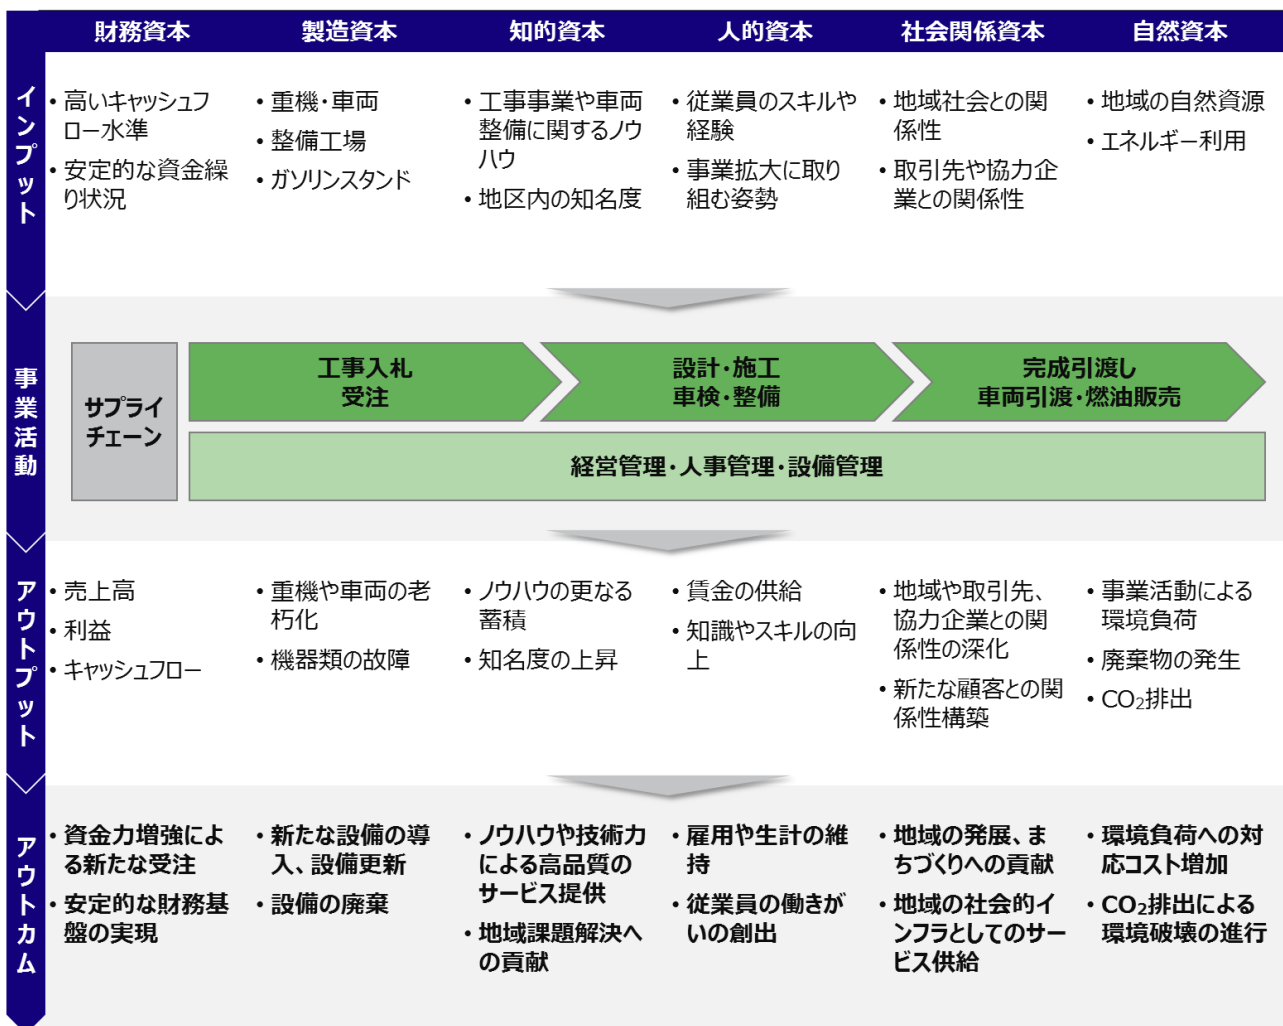 財務資本
製造資本
知的資本
人的資本
社会関係資本
自然資本
インプット
• 高いキャッシュフ
ロー水準
• 安定的な資金繰
り状況
• 重機・車両
• 整備工場
• ガソリンスタンド
• 工事事業や車両
整備に関するノウ
ハウ
• 地区内の知名度
• 従業員のスキルや
経験
• 事業拡大に取り
組む姿勢
• 地域社会との関
係性
• 取引先や協力企
業との関係性
• 地域の自然資源
• エネルギー利用
事業活動
サプライ
チェーン
工事入札
受注
設計・施工
車検・整備
完成引渡し
車両引渡・燃油販売
経営管理・人事管理・設備管理
アウトプット
• 売上高
• 利益
• キャッシュフロー
• 重機や車両の老
朽化
• 機器類の故障
• ノウハウの更なる
蓄積
• 知名度の上昇
• 賃金の供給
• 知識やスキルの向
上
• 地域や取引先、
協力企業との関
係性の深化
• 新たな顧客との関
係性構築
• 事業活動による
環境負荷
• 廃棄物の発生
• CO₂排出
アウトカム
• 資金力増強によ
る新たな受注
• 安定的な財務基
盤の実現
• 新たな設備の導
入、設備更新
• 設備の廃棄
• ノウハウや技術力
による高品質の
サービス提供
• 地域課題解決へ
の貢献
• 雇用や生計の維
持
• 従業員の働きが
いの創出
• 地域の発展、ま
ちづくりへの貢献
• 地域の社会的イ
ンフラとしてのサー
ビス供給
• 環境負荷への対
応コスト増加
• CO₂排出による
環境破壊の進行